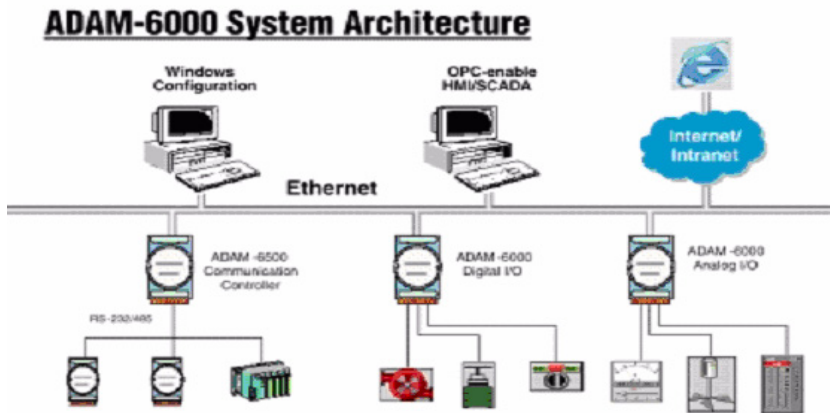 ADAM-6000 System Architecture
Windows
Configuration
OPC-enable
HMI/SCADA
Internet/
Intranet
Ethernet
ADAM -6500
Communication
Controller
ADAM -6000
Digital I/O
ADAM -6000
Analog I/O
RS-232/485